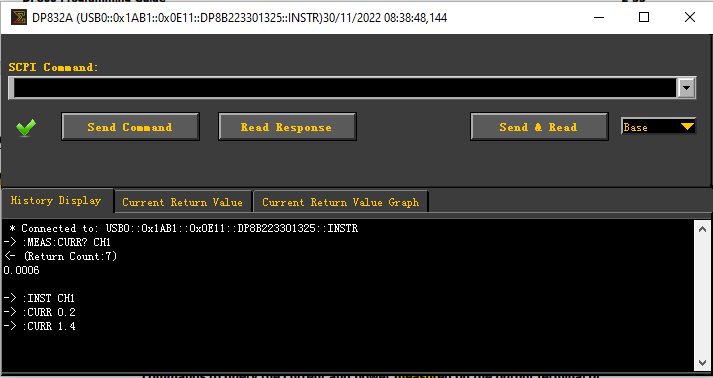 DP832A (USB0::0x1AB1::0x0E11::DP8B223301325::INSTR)30/11/2022 08:38:48,144
SCPI Command:
Send Command
Read Response
Send & Read
Base
History Display
Current Return Value
Current Return Value Graph
* Connected to: USB0::0x1AB1::0x0E11::DP8B223301325::INSTR
-> :MEAS:CURR? CH1
<- (Return Count:7)
0.0006
-> :INST CH1
-> :CURR 0.2
-> :CURR 1.4